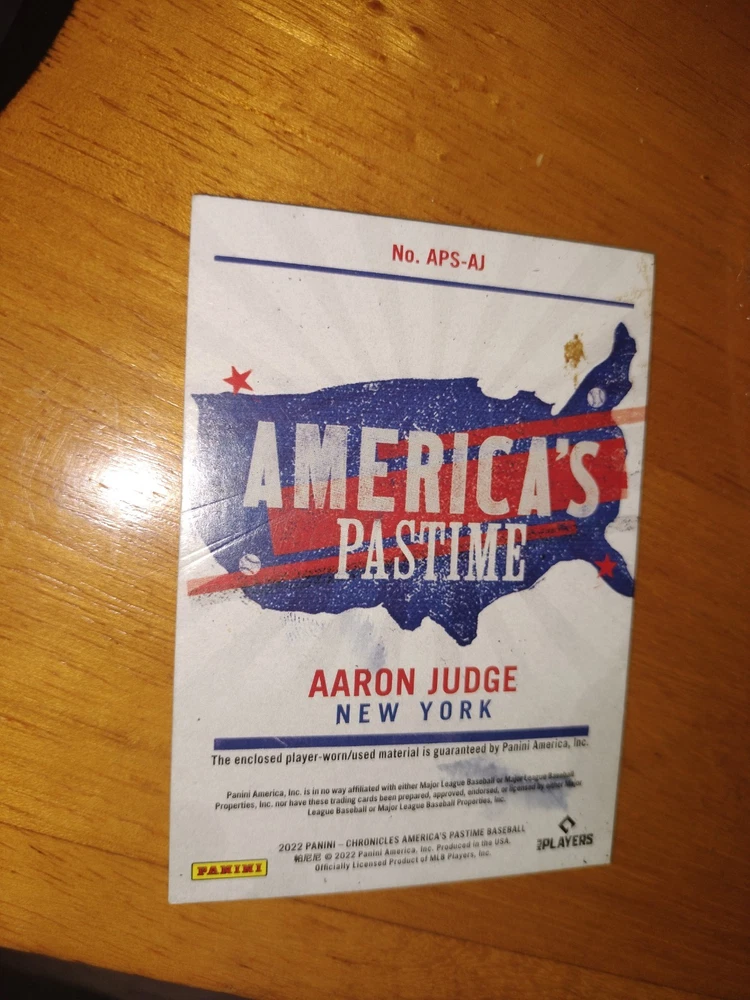 No. APS-AJ
AMERICA'S
PASTIME
AARON JUDGE
NEW YORK
The enclosed player-worn/used material is guaranteed by Panini America, Inc.
Panini America, Inc. is in no way affiliated with either Major League Baseball or Major League Baseball
Properties, Inc. nor have these trading cards been prepared, approved, endorsed, or licensed by either Major
League Baseball or Major League Baseball Properties, Inc.
2022 PANINI – CHRONICLES AMERICA'S PASTIME BASEBALL
帕尼尼 © 2022 Panini America, Inc. Produced in the USA.
Officially Licensed Product of MLB Players, Inc.
PANINI
PLAYERS